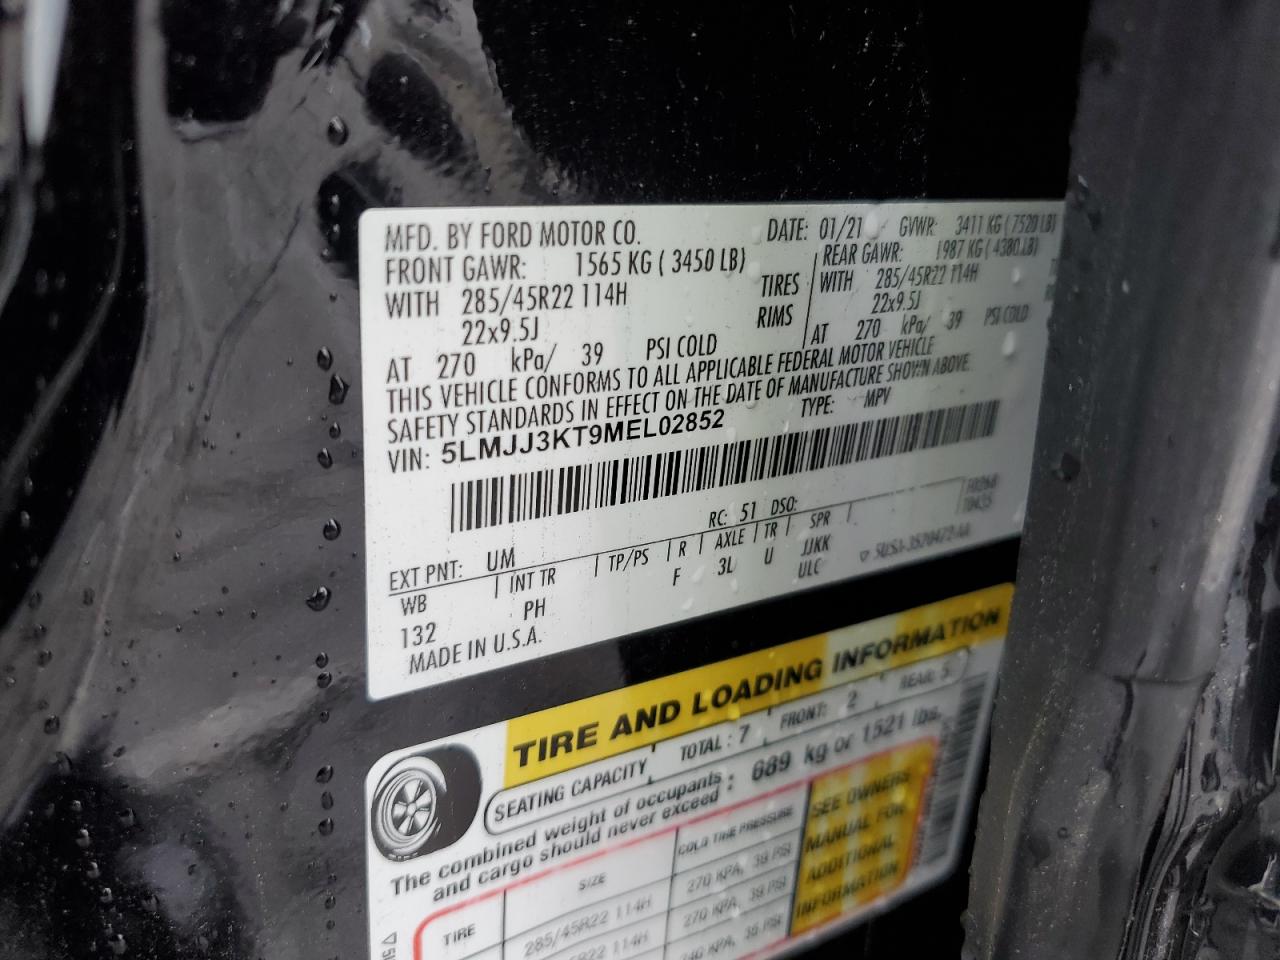 MFD. BY FORD MOTOR CO.
DATE: 01/21 GVWR: 3411 KG ( 7520 LB)
FRONT GAWR: 1565 KG ( 3450 LB)
REAR GAWR: 1987 KG ( 4380 LB)
WITH 285/45R22 114H TIRES WITH 285/45R22 114H
22x9.5J RIMS 22x9.5J
AT 270 kPa/ 39 PSI COLD AT 270 kPa/ 39 PSI COLD
THIS VEHICLE CONFORMS TO ALL APPLICABLE FEDERAL MOTOR VEHICLE
SAFETY STANDARDS IN EFFECT ON THE DATE OF MANUFACTURE SHOWN ABOVE.
VIN: 5LMJJ3KT9MEL02852 TYPE: MPV
EXT PNT: UM RC: 51 DSO:
WB INT TR TP/PS R AXLE TR SPR
132 PH F 3L U JJKK
ULC
MADE IN U.S.A.
TIRE AND LOADING INFORMATION
SEATING CAPACITY TOTAL : 7 FRONT: 2 REAR: 5
The combined weight of occupants : 689 kg or 1521 lbs.
and cargo should never exceed
TIRE SIZE COLD TIRE PRESSURE
285/45R22 114H 270 KPA, 39 PSI
270 KPA, 39 PSI
SEE OWNERS
MANUAL FOR
ADDITIONAL
INFORMATION